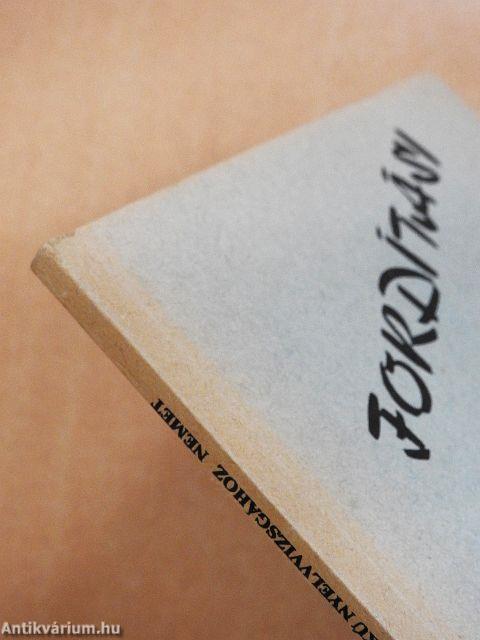 FORDÍTÁSI
NYELVVIZSGÁHOZ NÉMET
Antikvárium.hu